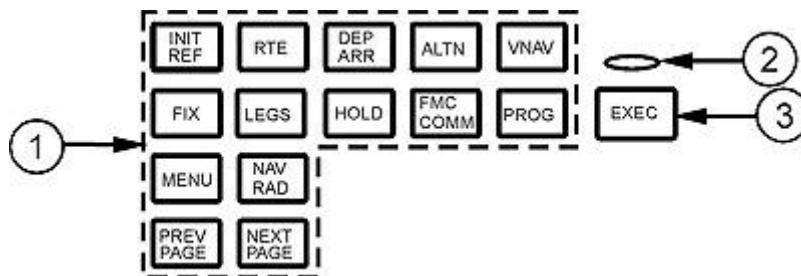 INIT
REF
RTE
DEP
ARR
ALTN
VNAV
2
FIX
LEGS
HOLD
FMC
COMM
PROG
EXEC
3
1
MENU
NAV
RAD
PREV
PAGE
NEXT
PAGE